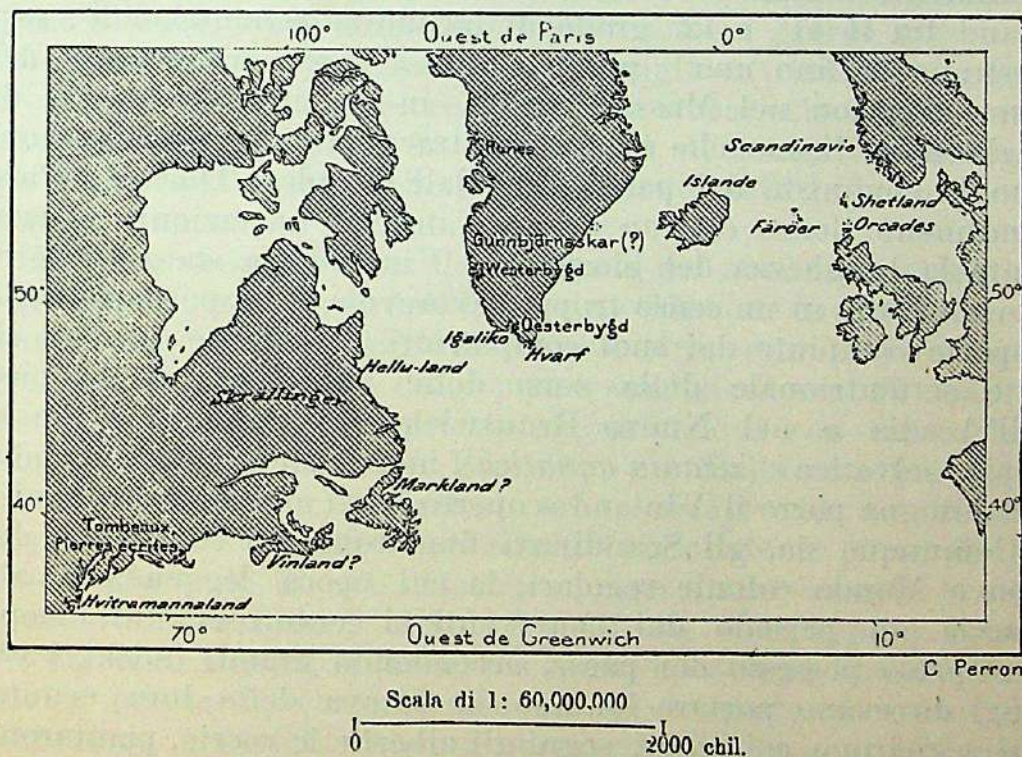 100°
Ouest de Paris
0°
Runes
Scandinavie
Islande
Shetland
Färöer
Orcades
Gunnbjörnaskar(?)
Westerbygd
50°
50°
Oesterbygd
Igaliko
Hvarf
Hellu-land
Skrällinger
Markland?
40°
40°
Tombeaux
Pierres écrites
Vinland?
Hvitramannaland
70°
Ouest de Greenwich
10°
C. Perron
Scala di 1: 60,000.000
0
2000 chil.